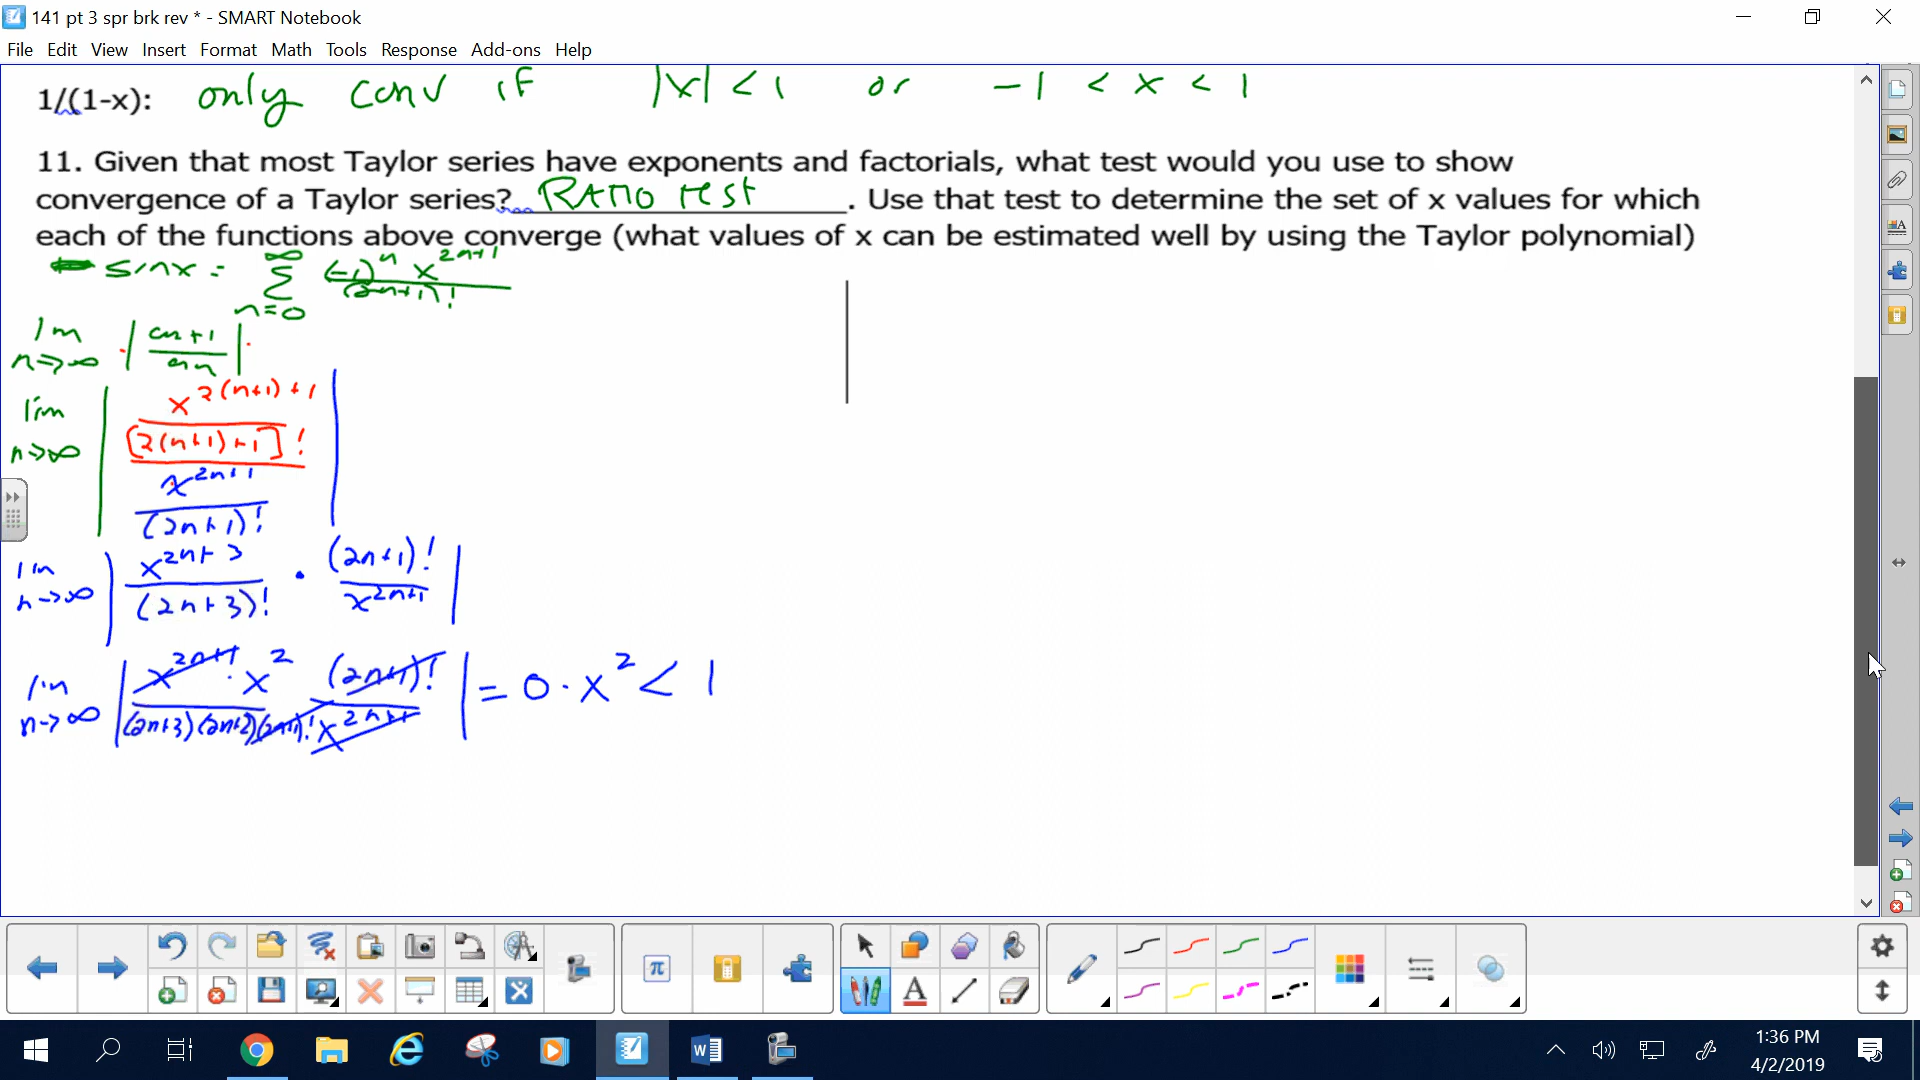 141 pt 3 spr brk rev * - SMART Notebook
File Edit View Insert Format Math Tools Response Add-ons Help
1/(1-x): only conv if |x| < 1 or -1 < x < 1
11. Given that most Taylor series have exponents and factorials, what test would you use to show
convergence of a Taylor series? RATIO TEST. Use that test to determine the set of x values for which
each of the functions above converge (what values of x can be estimated well by using the Taylor polynomial)
sinx = ∞ Σ n=0 (-1)^n x^(2n+1) / (2n+1)!
lim n→∞ | an+1 / an |
lim n→∞ | x^(2(n+1)+1) / [2(n+1)+1]! / x^(2n+1) / (2n+1)! |
lim n→∞ | x^(2n+3) / (2n+3)! · (2n+1)! / x^(2n+1) |
lim n→∞ | x^(2n+1) · x^2 (2n+1)! / (2n+3)(2n+2)(2n+1)! x^(2n+1) | = 0 · x^2 < 1
π
A
W
1:36 PM
4/2/2019